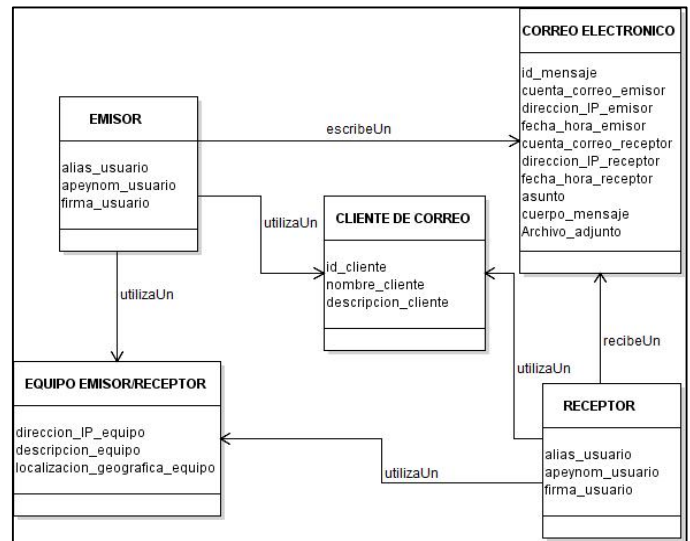 CORREO ELECTRONICO
id_mensaje
cuenta_correo_emisor
direccion_IP_emisor
fecha_hora_emisor
cuenta_correo_receptor
direccion_IP_receptor
fecha_hora_receptor
asunto
cuerpo_mensaje
Archivo_adjunto
EMISOR
alias_usuario
apeynom_usuario
firma_usuario
escribeUn
utilizaUn
CLIENTE DE CORREO
id_cliente
nombre_cliente
descripcion_cliente
utilizaUn
recibeUn
utilizaUn
EQUIPO EMISOR/RECEPTOR
direccion_IP_equipo
descripcion_equipo
localizacion_geografica_equipo
utilizaUn
RECEPTOR
alias_usuario
apeynom_usuario
firma_usuario